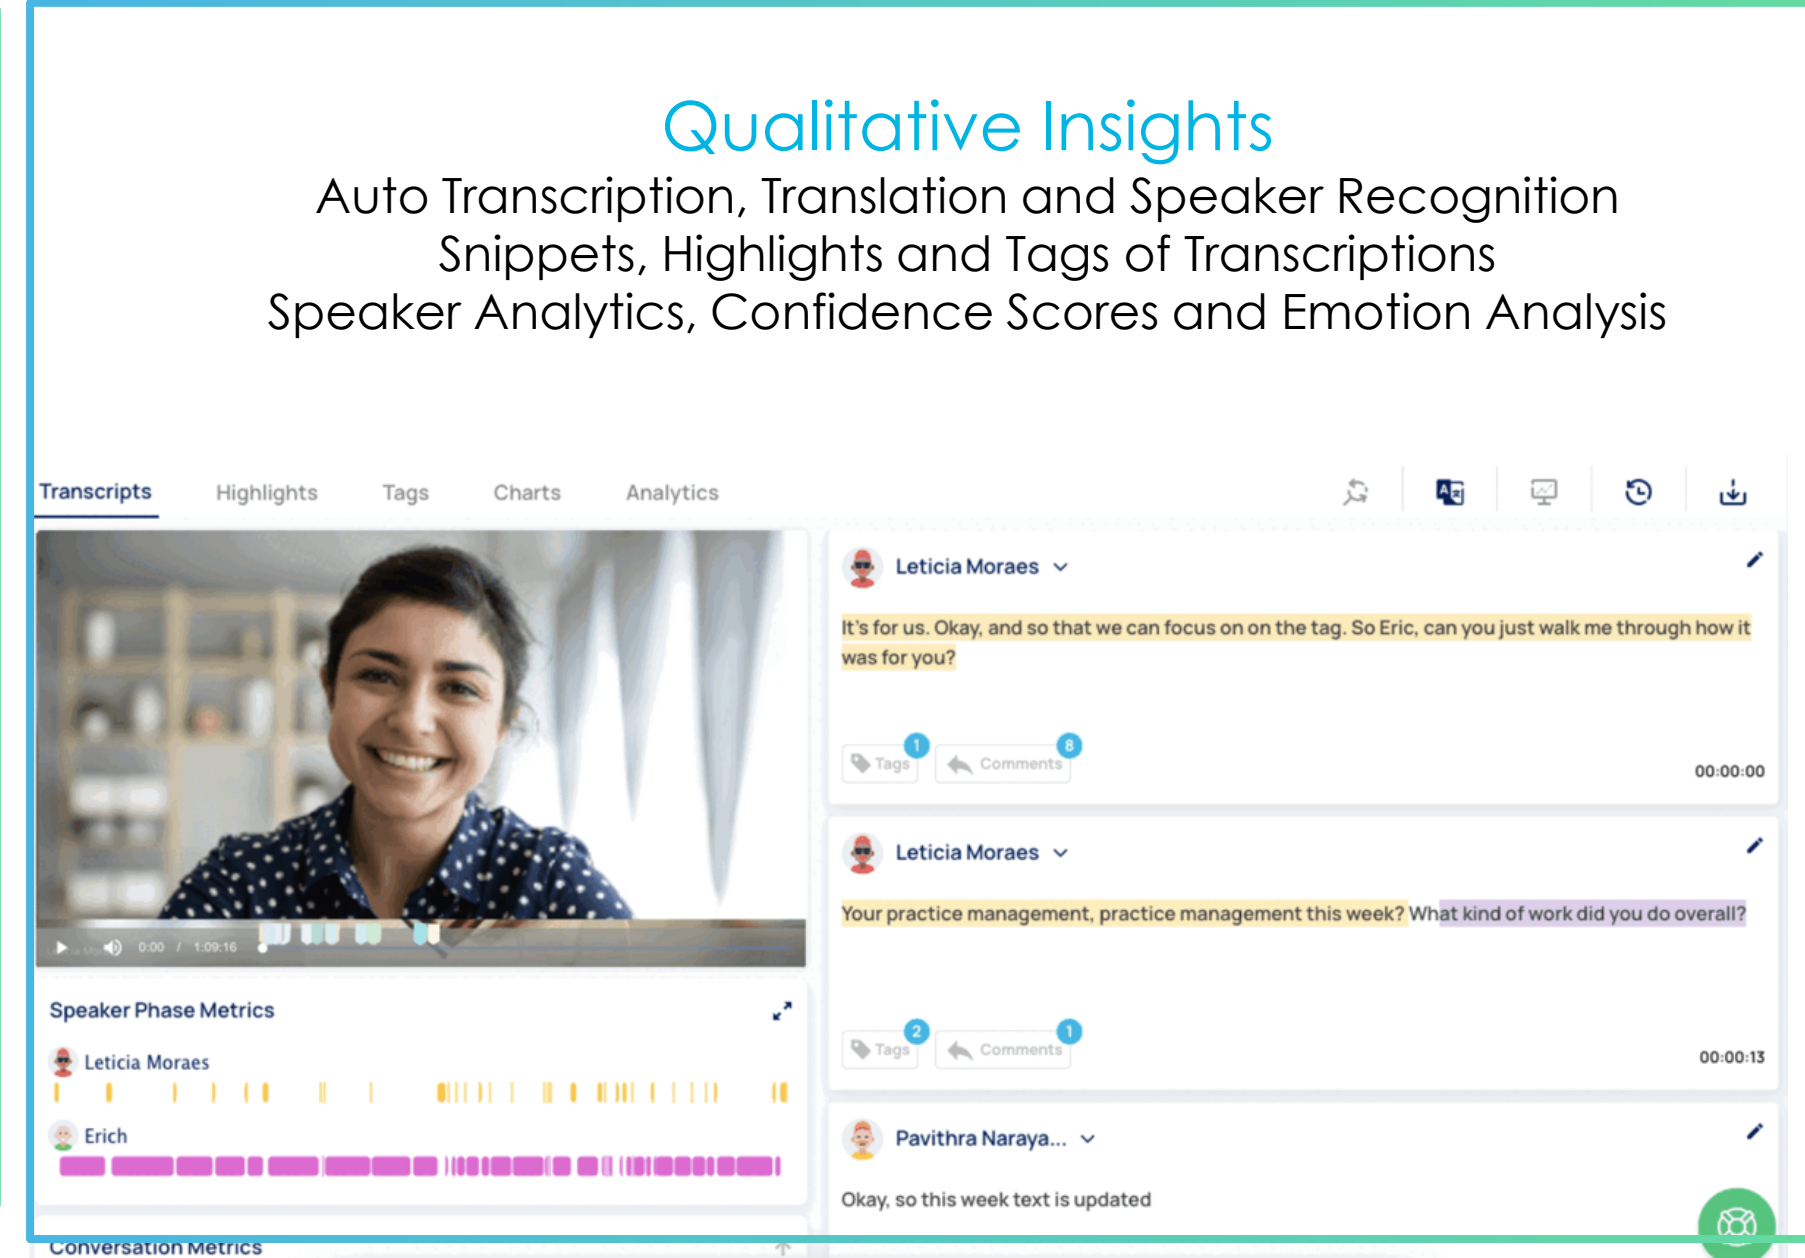 Qualitative Insights
Auto Transcription, Translation and Speaker Recognition
Snippets, Highlights and Tags of Transcriptions
Speaker Analytics, Confidence Scores and Emotion Analysis
Transcripts Highlights Tags Charts Analytics
0:00 / 1:09:16
Speaker Phase Metrics
Leticia Moraes
Erich
Conversation Metrics
Leticia Moraes
It's for us. Okay, and so that we can focus on on the tag. So Eric, can you just walk me through how it
was for you?
Tags 1 Comments 8
00:00:00
Leticia Moraes
Your practice management, practice management this week? What kind of work did you do overall?
Tags 2 Comments 1
00:00:13
Pavithra Naraya...
Okay, so this week text is updated